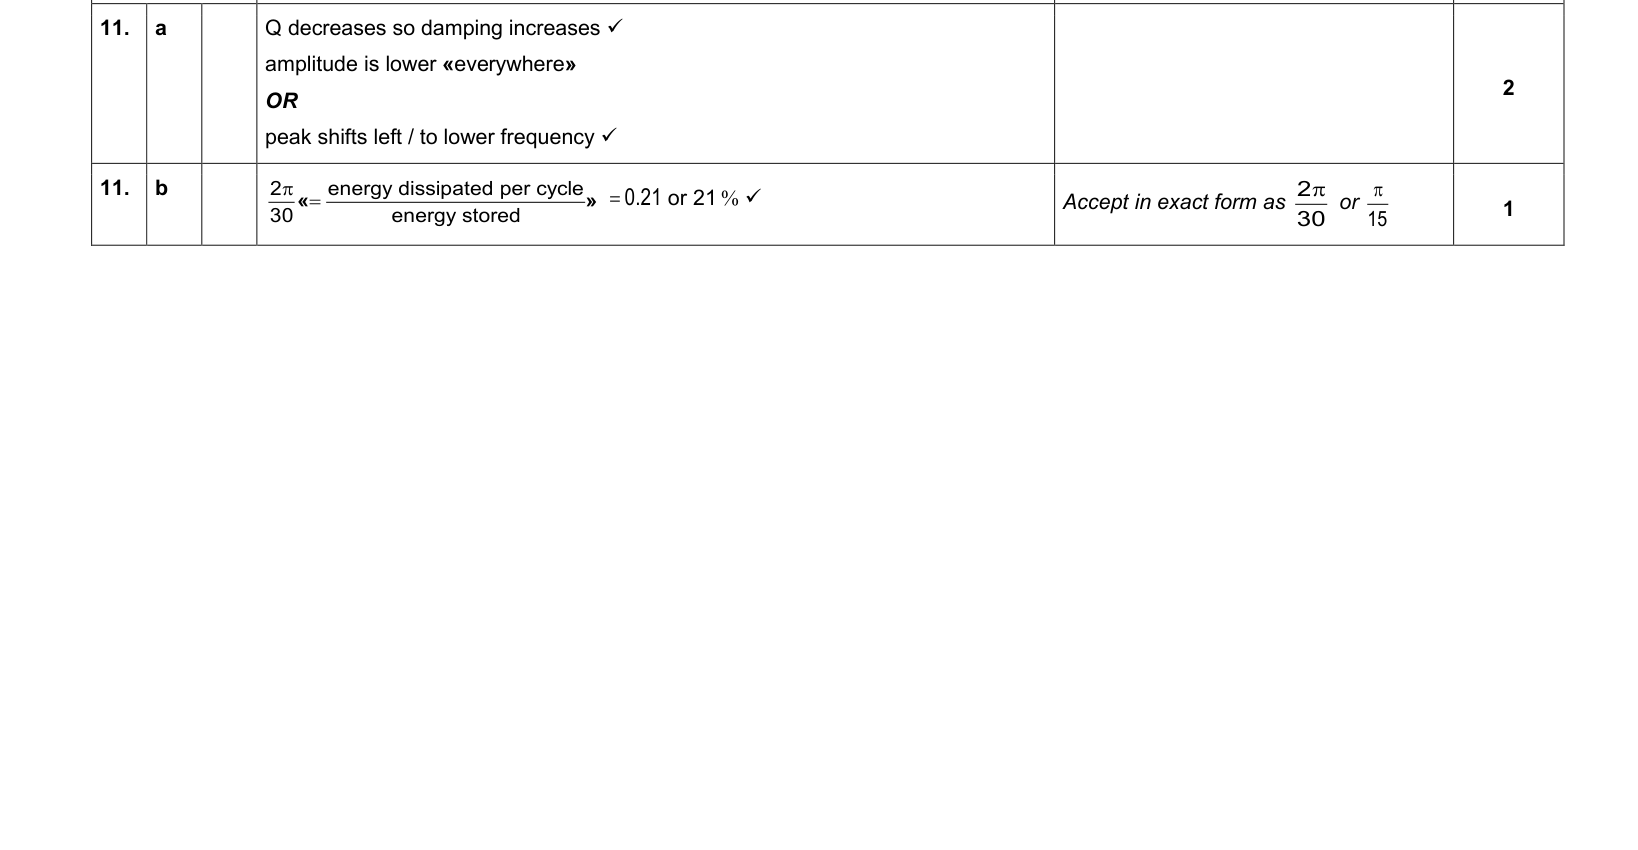 11. a Q decreases so damping increases ✓
amplitude is lower «everywhere»
OR
peak shifts left / to lower frequency ✓
2
11. b 2π/30 «= energy dissipated per cycle/energy stored» = 0.21 or 21 % ✓ Accept in exact form as 2π/30 or π/15 1